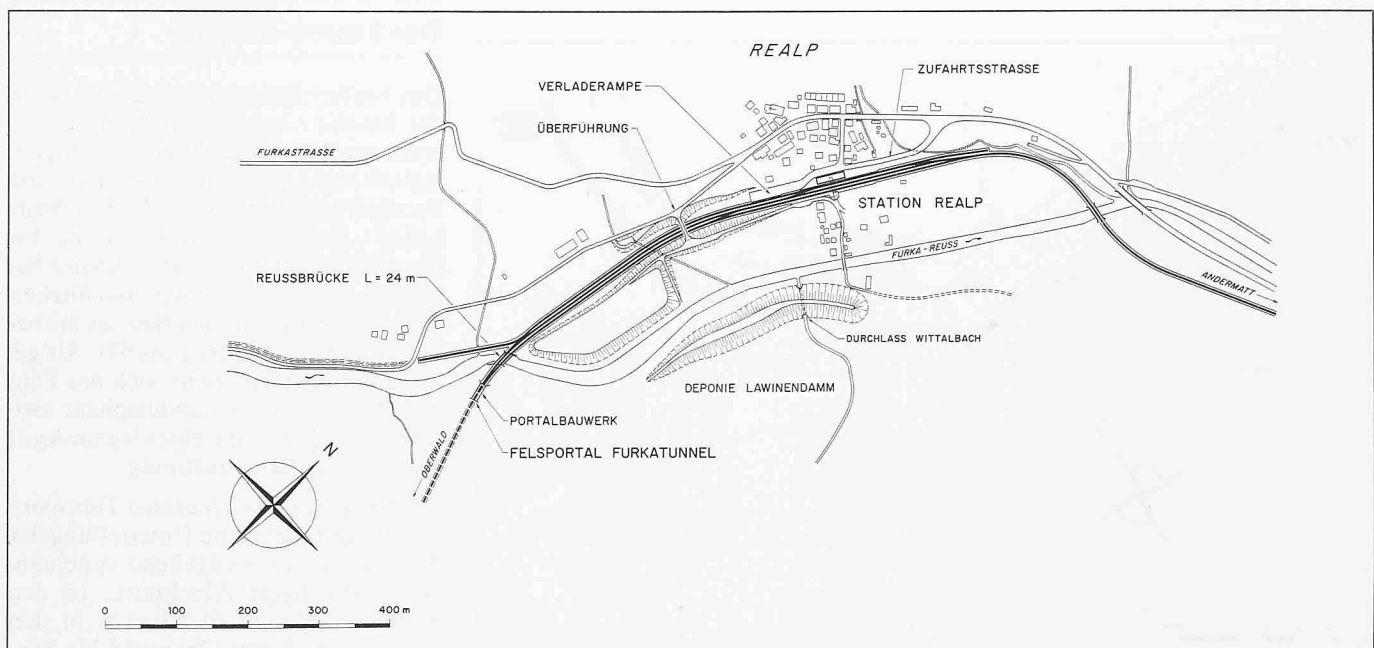 REALP
VERLADERAMPE
ZUFAHRTSSTRASSE
ÜBERFÜHRUNG
FURKASTRASSE
STATION REALP
FURKA-REUSS
REUSSBRÜCKE L = 24 m
ANDERMATT
DURCHLASS WITTALBACH
DEPONIE LAWINENDAMM
PORTALBAUWERK
OBERWALD
FELSPORTAL FURKATUNNEL
N
0 100 200 300 400 m